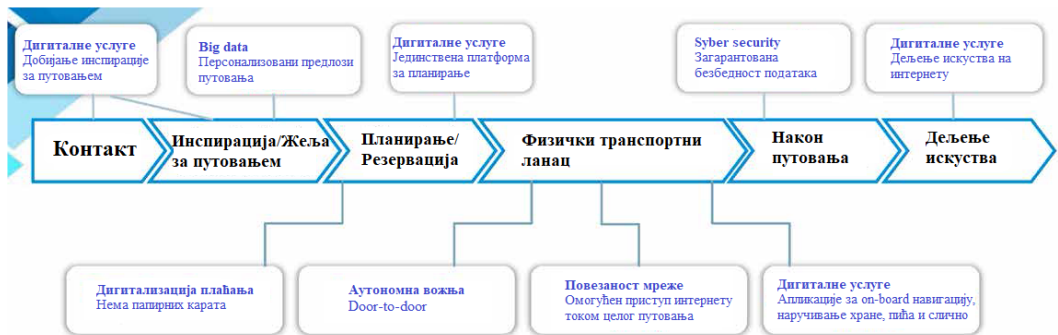 Дигиталне услуге
Добијање инспирације
за путовањем
Big data
Персонализовани предлози
путовања
Дигиталне услуге
Јединствена платформа
за планирање
Syber security
Загарантована
безбедност података
Дигиталне услуге
Дељење искуства на
интернету
Контакт
Инспирација/Жеља
за путовањем
Планирање/
Резервација
Физички транспортни
ланац
Након
путовања
Дељење
искуства
Дигитализација плаћања
Нема папирних карата
Аутономна вожња
Door-to-door
Повезаност мреже
Омогућен приступ интернету
током целог путовања
Дигиталне услуге
Апликације за on-board навигацију,
наручивање хране, пића и слично